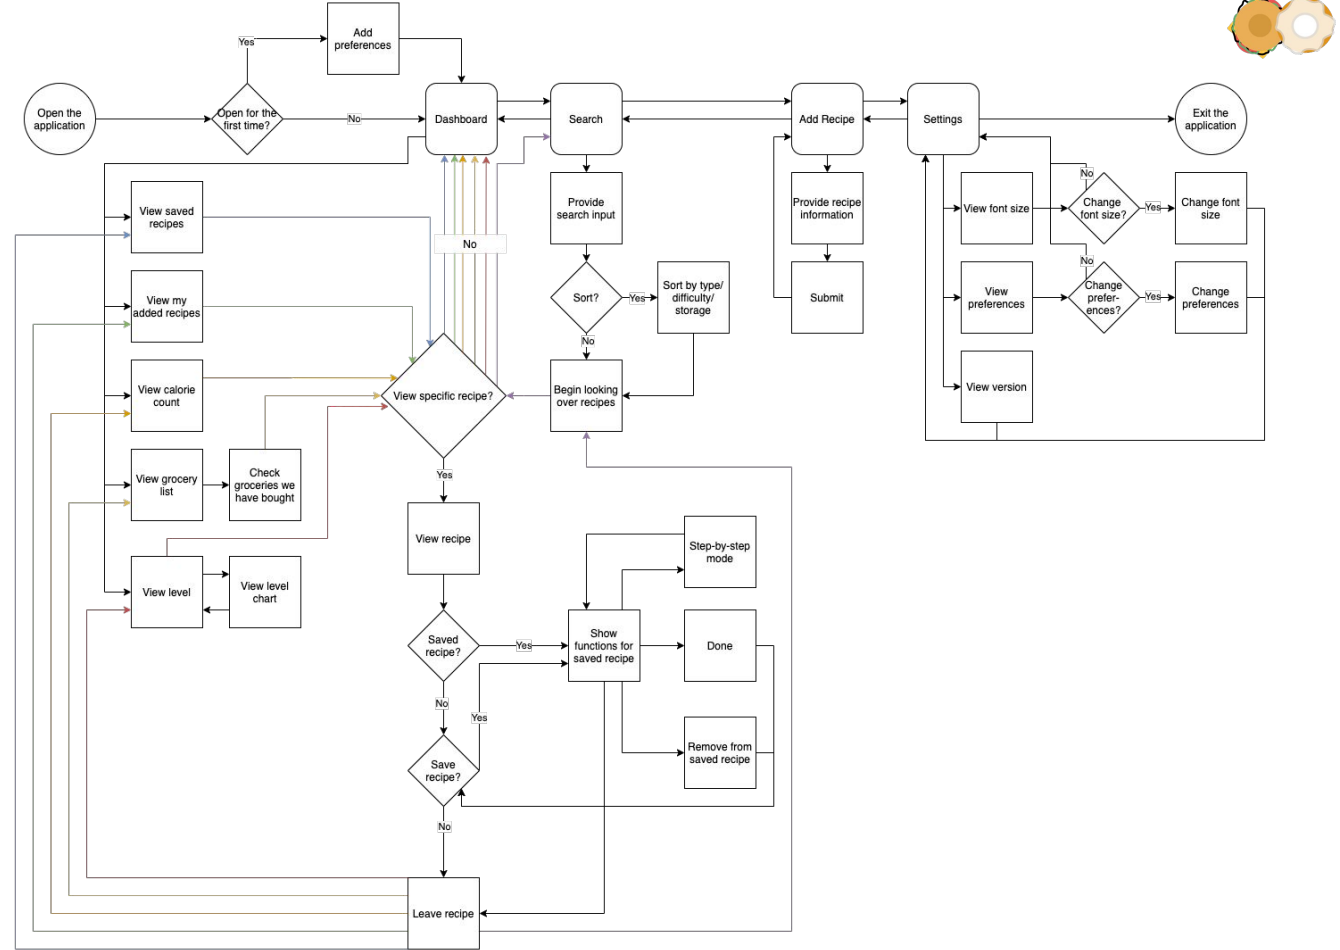 Add
preferences
Yes
Open the
application
Open for the
first time?
No
Dashboard
Search
Add Recipe
Settings
Exit the
application
View saved
recipes
No
Provide
search input
Provide recipe
information
No
View font size
Change
font size?
Yes
Change font
size
View my
added recipes
Sort?
Yes
Sort by type/
difficulty/
storage
Submit
No
View
preferences
Change
prefer-
ences?
Yes
Change
preferences
No
View calorie
count
View specific recipe?
Begin looking
over recipes
View version
View grocery
list
Check
groceries we
have bought
Yes
View recipe
Step-by-step
mode
View level
View level
chart
Saved
recipe?
Yes
Show
functions for
saved recipe
Done
No
Yes
Save
recipe?
Remove from
saved recipe
No
Leave recipe